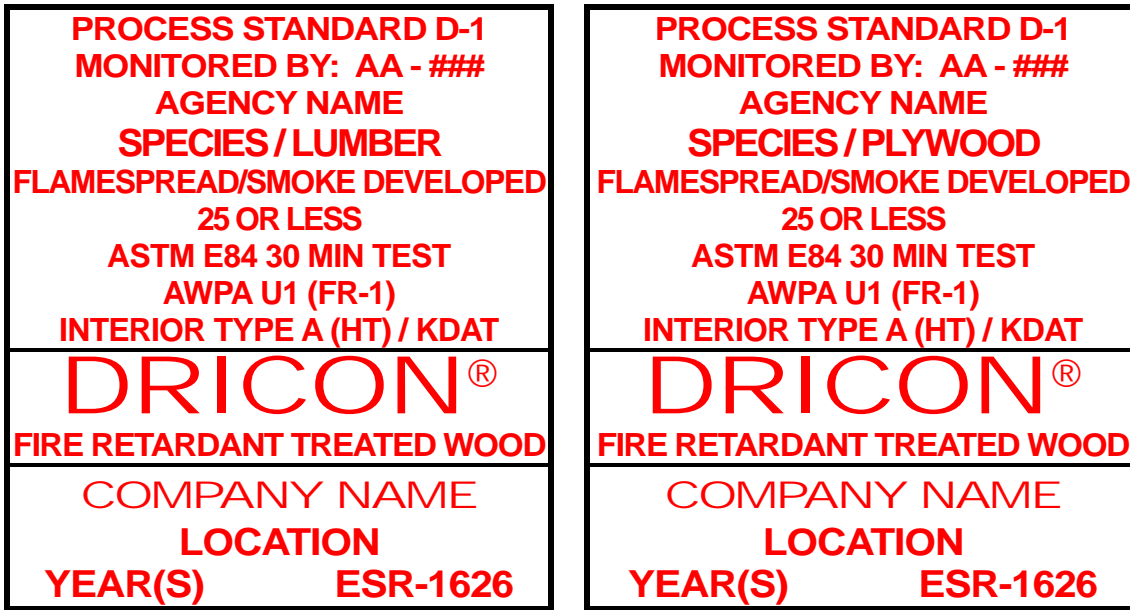 PROCESS STANDARD D-1
MONITORED BY: AA - ###
AGENCY NAME
SPECIES / LUMBER
FLAMESPREAD/SMOKE DEVELOPED
25 OR LESS
ASTM E84 30 MIN TEST
AWPA U1 (FR-1)
INTERIOR TYPE A (HT) / KDAT
DRICON®
FIRE RETARDANT TREATED WOOD
COMPANY NAME
LOCATION
YEAR(S) ESR-1626
PROCESS STANDARD D-1
MONITORED BY: AA - ###
AGENCY NAME
SPECIES / PLYWOOD
FLAMESPREAD/SMOKE DEVELOPED
25 OR LESS
ASTM E84 30 MIN TEST
AWPA U1 (FR-1)
INTERIOR TYPE A (HT) / KDAT
DRICON®
FIRE RETARDANT TREATED WOOD
COMPANY NAME
LOCATION
YEAR(S) ESR-1626